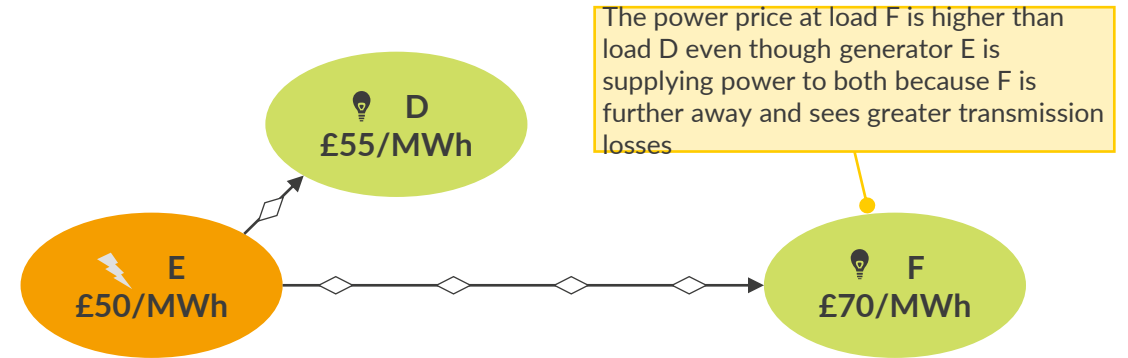 The power price at load F is higher than
load D even though generator E is
supplying power to both because F is
further away and sees greater transmission
losses
D
£55/MWh
E
£50/MWh
F
£70/MWh